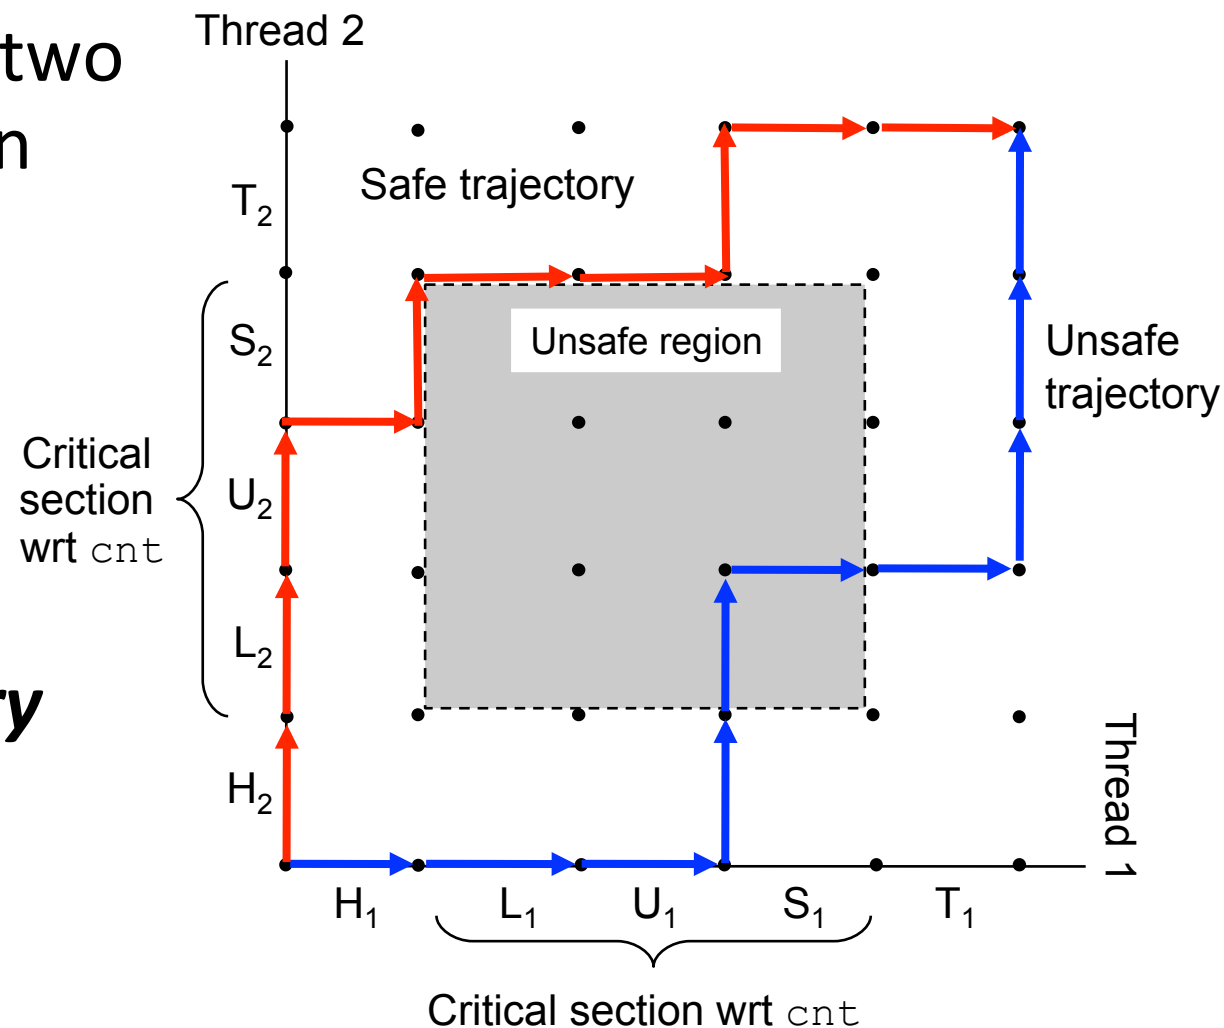 Thread 2
two
n
Safe trajectory
T2
S2
Unsafe region
Unsafe
trajectory
Critical
section
wrt cnt
U2
L2
ry
H2
Thread 1
H1 L1 U1 S1 T1
Critical section wrt cnt